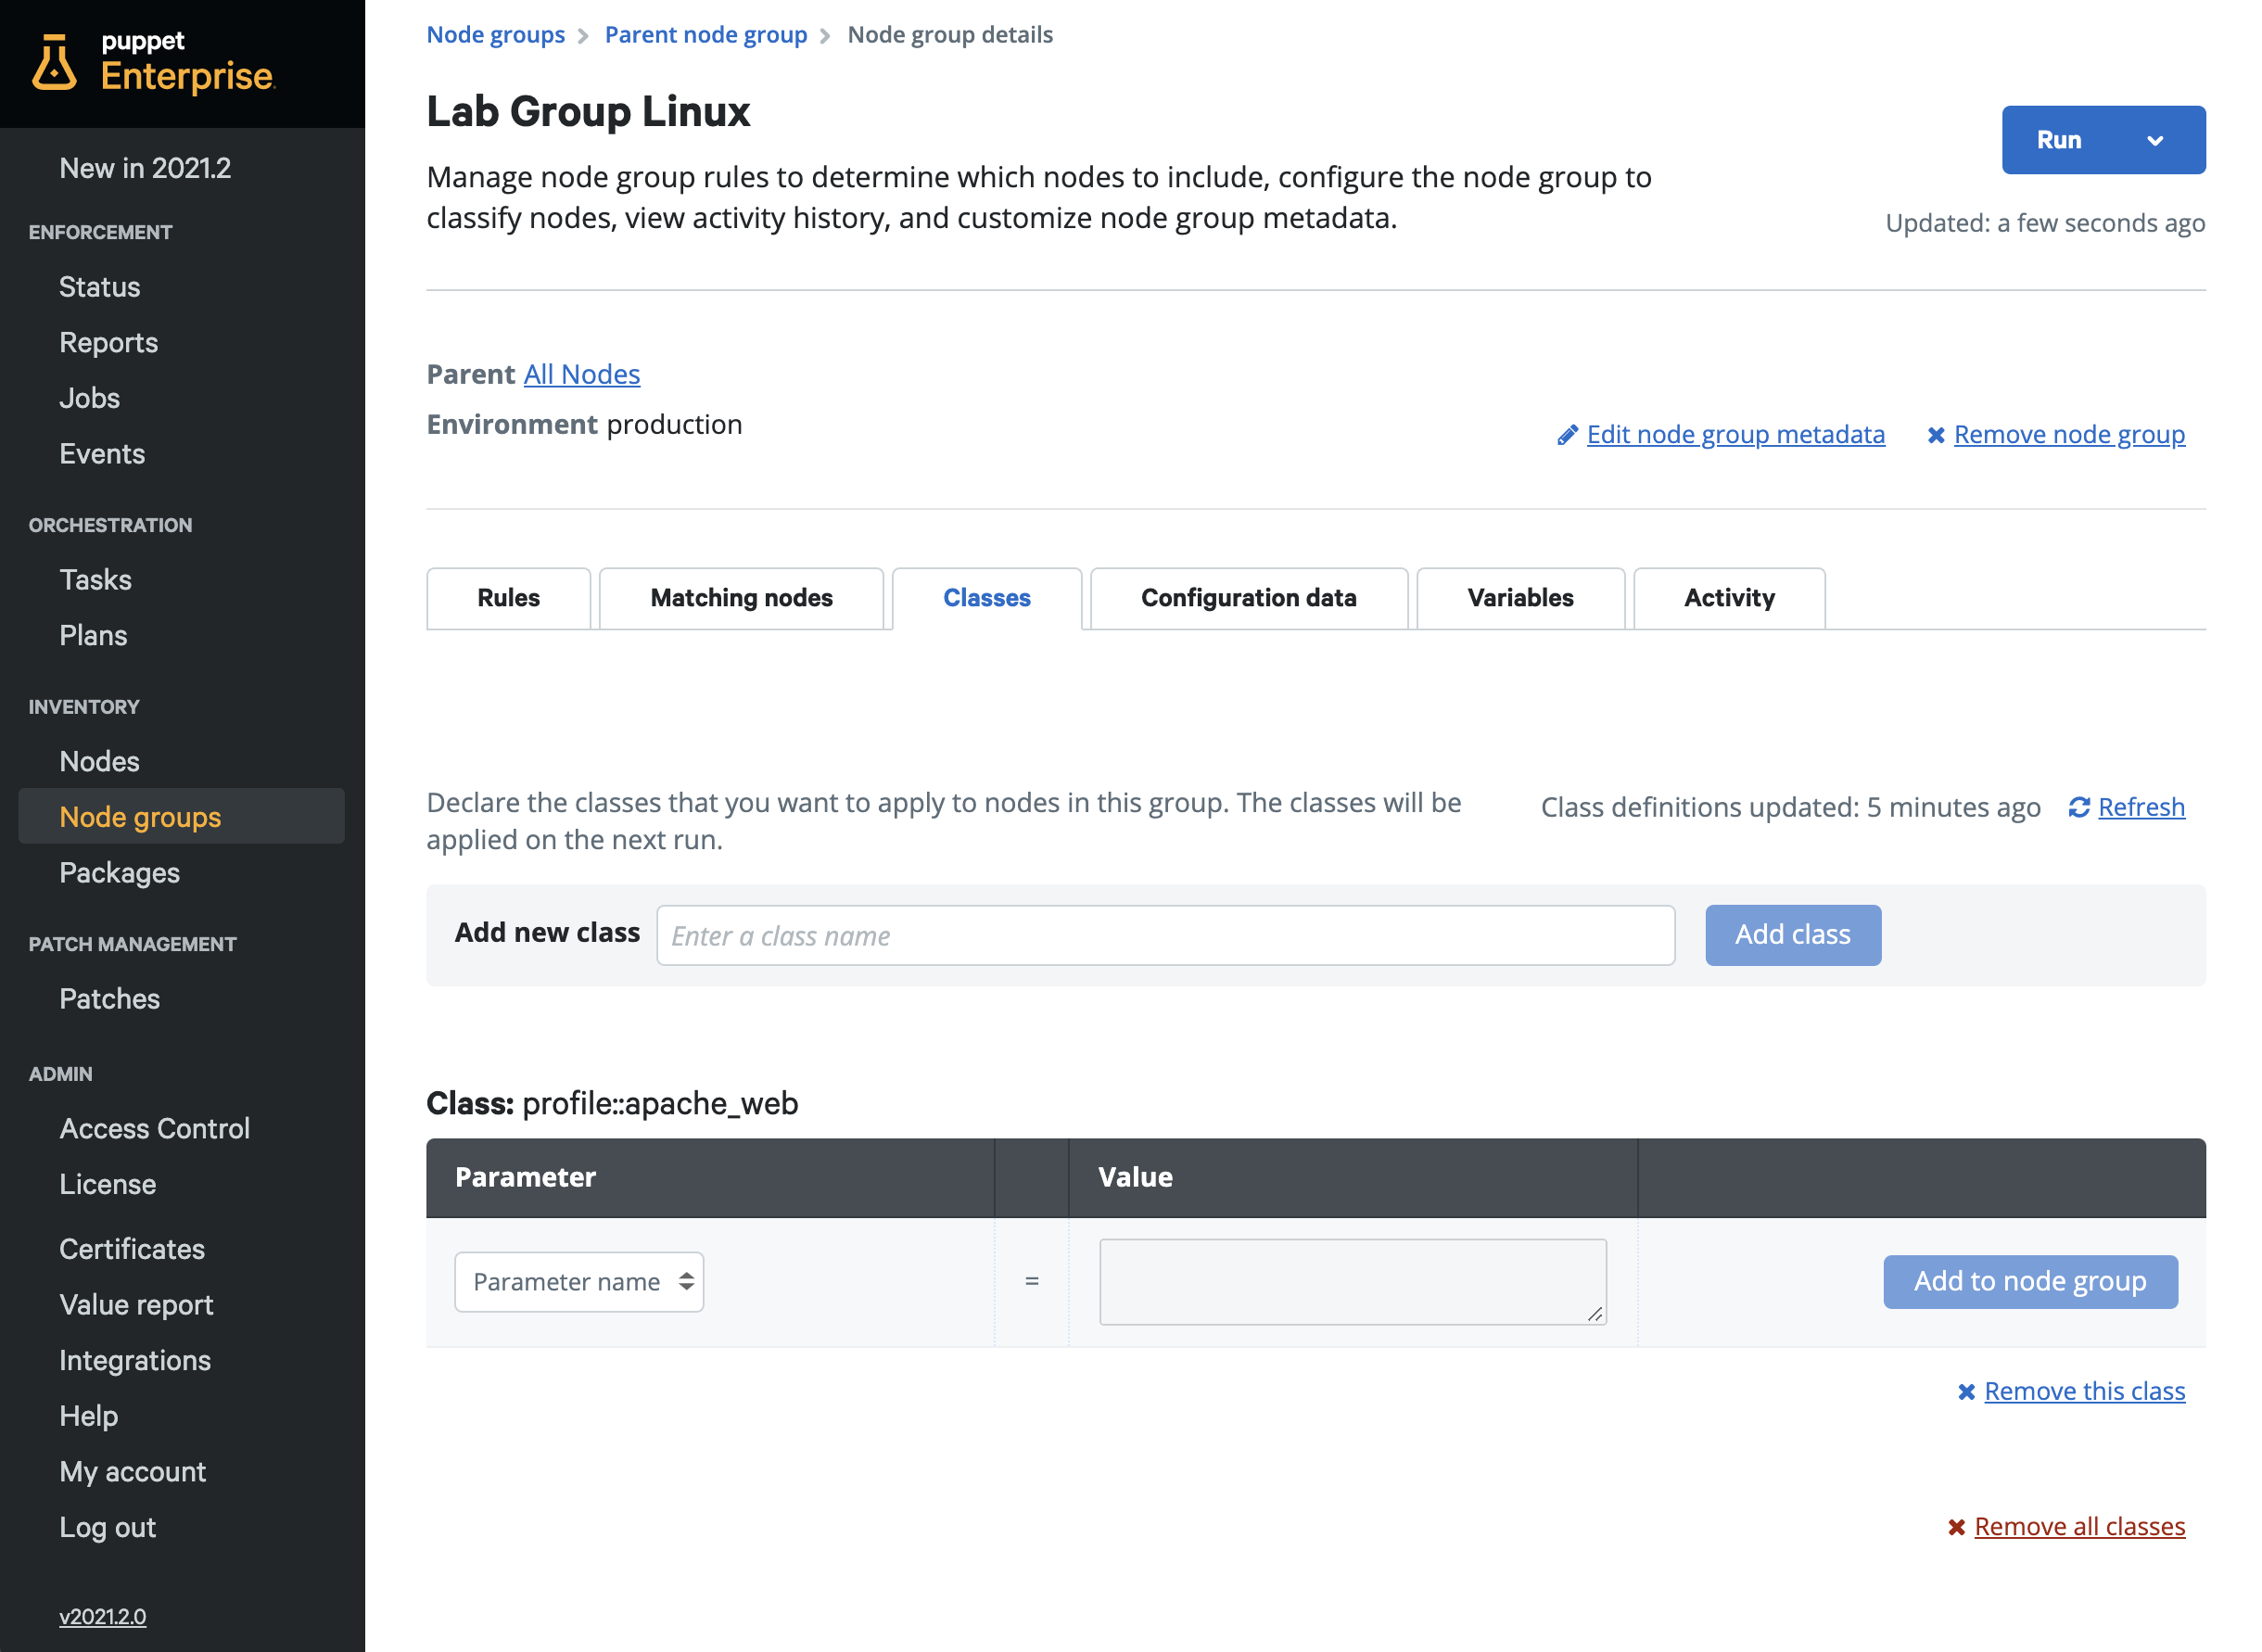 puppet
Enterprise
New in 2021.2
ENFORCEMENT
Status
Reports
Jobs
Events
ORCHESTRATION
Tasks
Plans
INVENTORY
Nodes
Node groups
Packages
PATCH MANAGEMENT
Patches
ADMIN
Access Control
License
Certificates
Value report
Integrations
Help
My account
Log out
v2021.2.0
Node groups > Parent node group > Node group details
Lab Group Linux
Run
Manage node group rules to determine which nodes to include, configure the node group to
classify nodes, view activity history, and customize node group metadata.
Updated: a few seconds ago
Parent All Nodes
Environment production
Edit node group metadata
Remove node group
Rules
Matching nodes
Classes
Configuration data
Variables
Activity
Declare the classes that you want to apply to nodes in this group. The classes will be
applied on the next run.
Class definitions updated: 5 minutes ago
Refresh
Add new class
Enter a class name
Add class
Class: profile::apache_web
Parameter
Value
Parameter name
=
Add to node group
Remove this class
Remove all classes